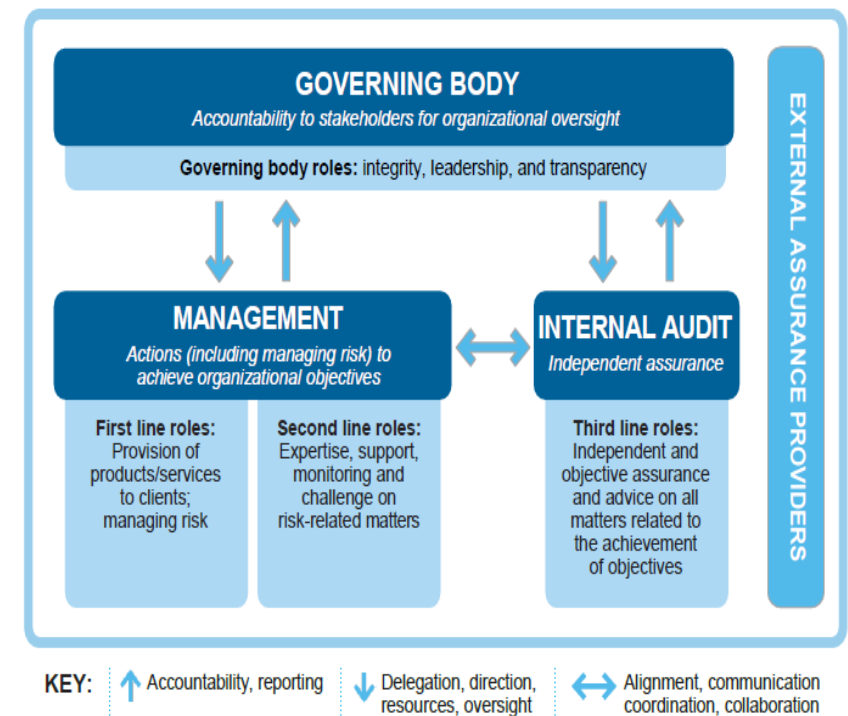 GOVERNING BODY
Accountability to stakeholders for organizational oversight
Governing body roles: integrity, leadership, and transparency
MANAGEMENT
Actions (including managing risk) to
achieve organizational objectives
First line roles:
Provision of
products/services
to clients;
managing risk
Second line roles:
Expertise, support,
monitoring and
challenge on
risk-related matters
INTERNAL AUDIT
Independent assurance
Third line roles:
Independent and
objective assurance
and advice on all
matters related to
the achievement
of objectives
EXTERNAL ASSURANCE PROVIDERS
KEY:
Accountability, reporting
Delegation, direction,
resources, oversight
Alignment, communication
coordination, collaboration